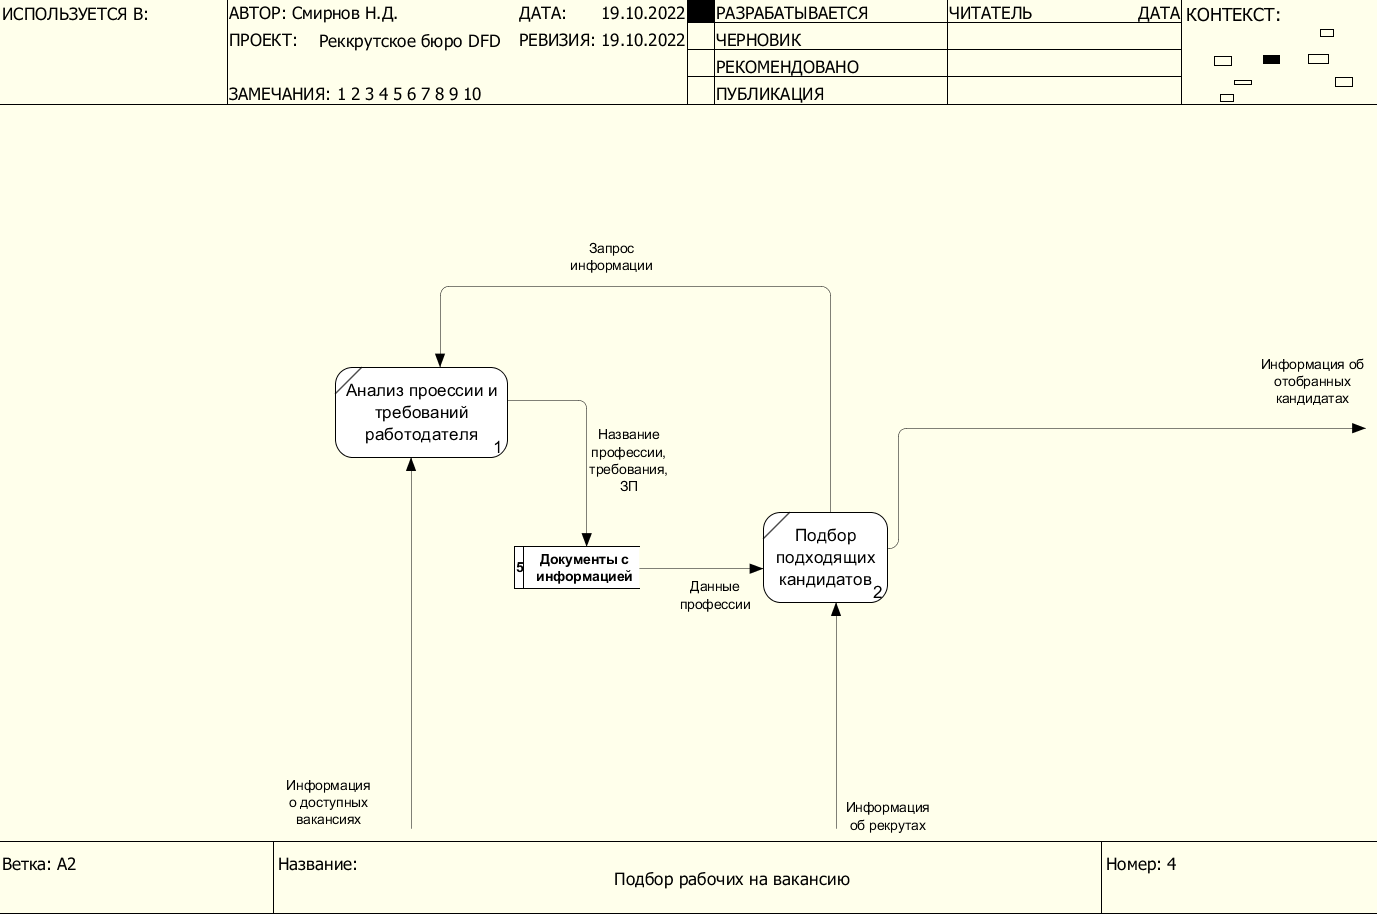 ИСПОЛЬЗУЕТСЯ В:
АВТОР: Смирнов Н.Д.
ДАТА: 19.10.2022
ПРОЕКТ: Реккрутское бюро DFD
РЕВИЗИЯ: 19.10.2022
ЗАМЕЧАНИЯ: 1 2 3 4 5 6 7 8 9 10
РАЗРАБАТЫВАЕТСЯ
ЧЕРНОВИК
РЕКОМЕНДОВАНО
ПУБЛИКАЦИЯ
ЧИТАТЕЛЬ ДАТА
КОНТЕКСТ:
Запрос
информации
Анализ проессии и
требований
работодателя
1
Название
профессии,
требования,
ЗП
Информация об
отобранных
кандидатах
5
Документы с
информацией
Данные
профессии
Подбор
подходящих
кандидатов
2
Информация
о доступных
вакансиях
Информация
об рекрутах
Ветка: A2
Название:
Подбор рабочих на вакансию
Номер: 4